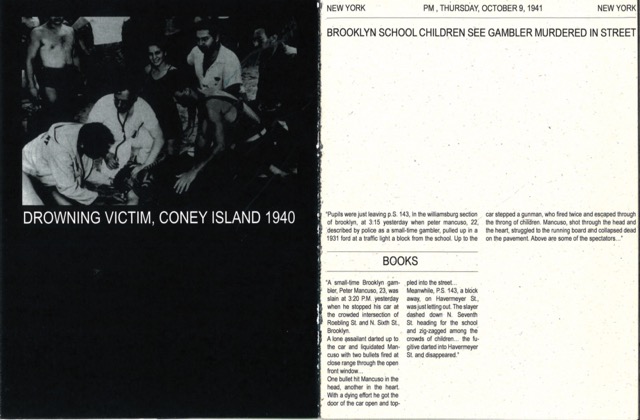 DROWNING VICTIM, CONEY ISLAND 1940
NEW YORK PM , THURSDAY, OCTOBER 9, 1941 NEW YORK
BROOKLYN SCHOOL CHILDREN SEE GAMBLER MURDERED IN STREET
"Pupils were just leaving p.S. 143, in the williamsburg section
of brooklyn, at 3:15 yesterday when peter mancuso, 22,
described by police as a small-time gambler, pulled up in a
1931 ford at a traffic light a block from the school. Up to the
car stepped a gunman, who fired twice and escaped through
the throng of children. Mancuso, shot through the head and
the heart, struggled to the running board and collapsed dead
on the pavement. Above are some of the spectators..."
BOOKS
"A small-time Brooklyn gam-
bler, Peter Mancuso, 23, was
slain at 3:20 P.M. yesterday
when he stopped his car at
the crowded intersection of
Roebling St. and N. Sixth St.,
Brooklyn.
A lone assailant darted up to
the car and liquidated Man-
cuso with two bullets fired at
close range through the open
front window...
One bullet hit Mancuso in the
head, another in the heart.
With a dying effort he got the
door of the car open and top-
pled into the street...
Meanwhile, P.S. 143, a block
away, on Havermeyer St.,
was just letting out. The slayer
dashed down N. Seventh
St. heading for the school
and zig-zagged among the
crowds of children... the fu-
gitive darted into Havermeyer
St. and disappeared."